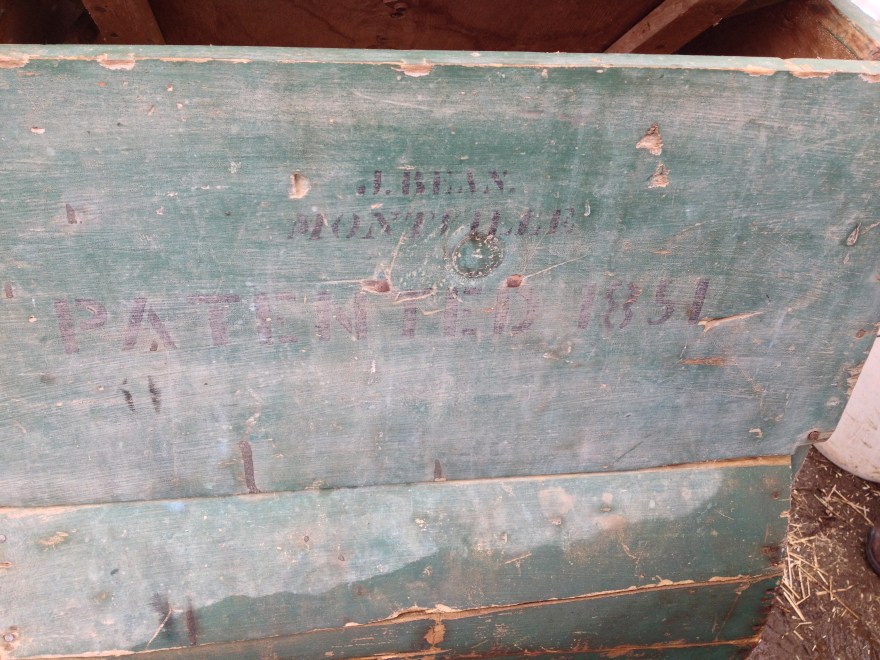 J. BEAN.
MONTVILLE
PATENTED 1851